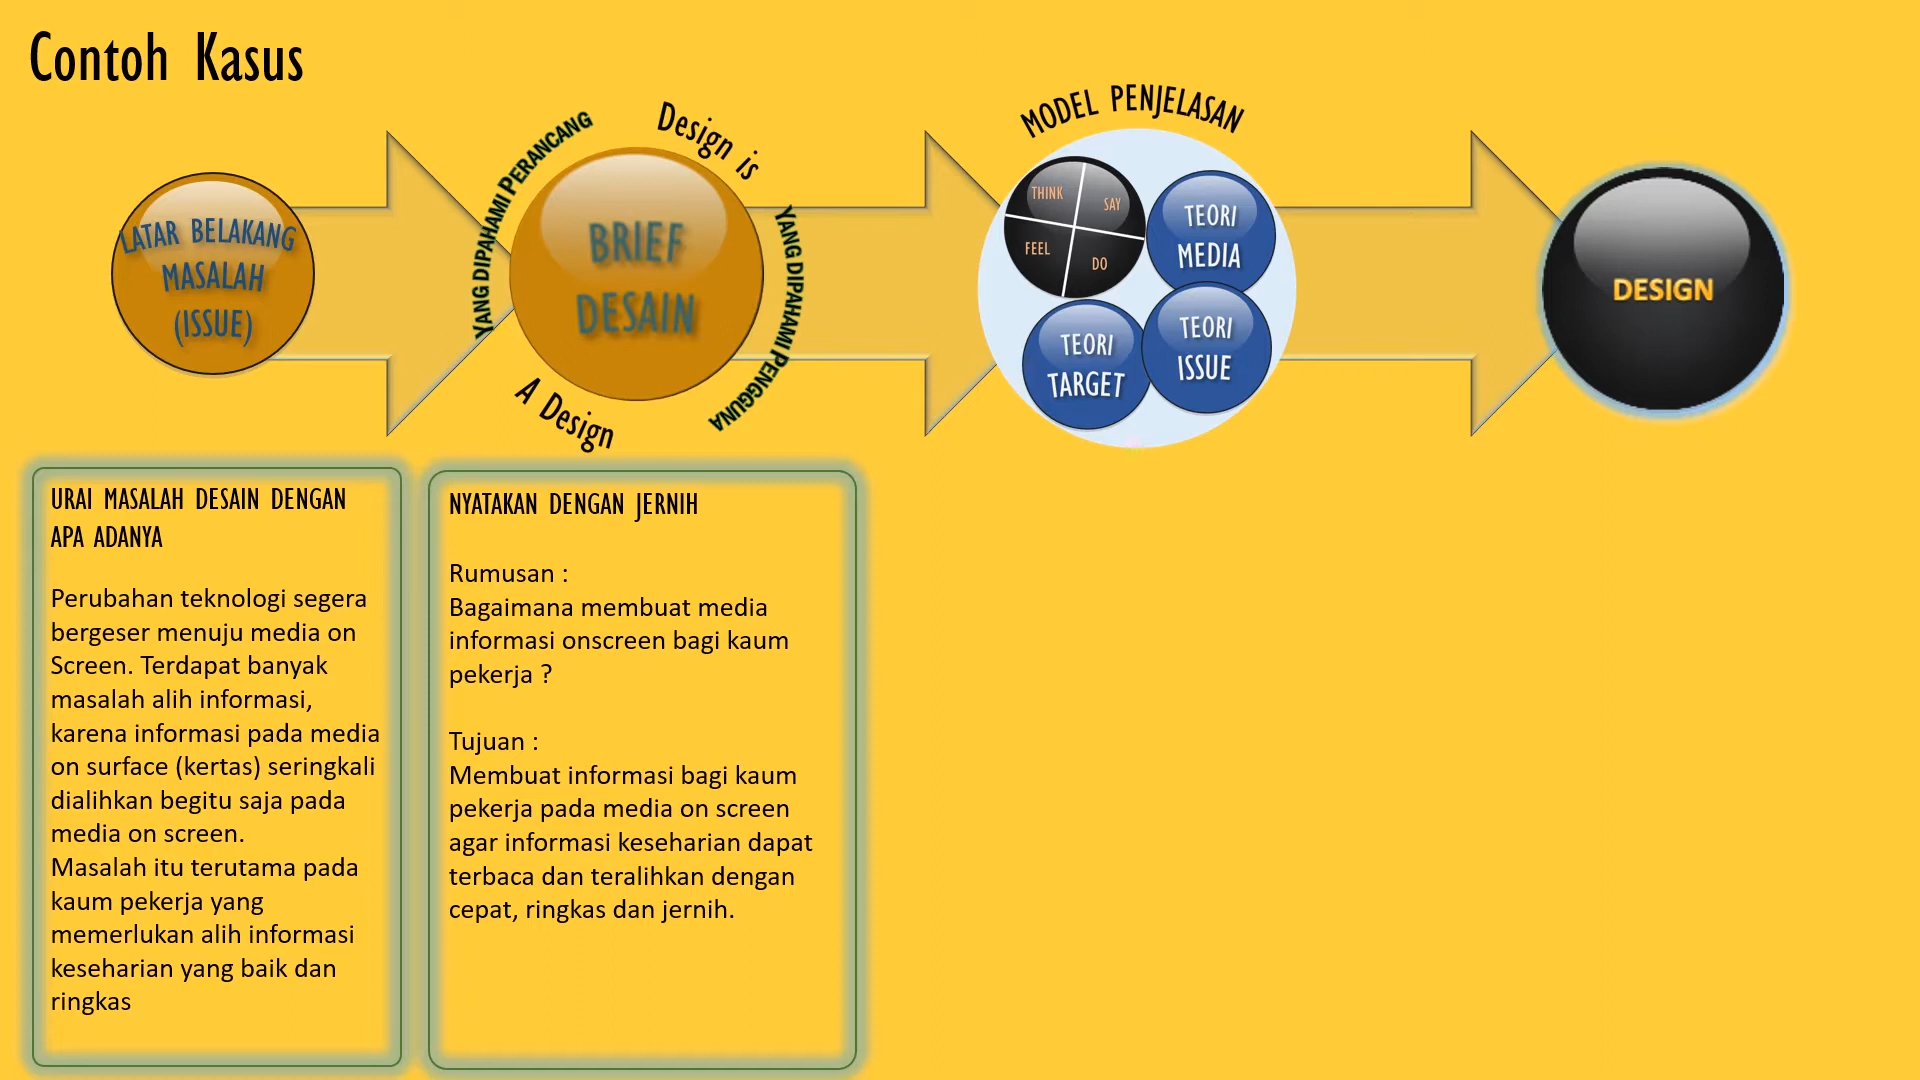 Contoh Kasus
LATAR BELAKANG
MASALAH
(ISSUE)
YANG DIPAHAMI PERANCANG
Design is
BRIEF
DESAIN
YANG DIPAHAMI PENGGUNA
A Design
MODEL PENJELASAN
THINK
SAY
FEEL
DO
TEORI
MEDIA
TEORI
TARGET
TEORI
ISSUE
DESIGN
URAI MASALAH DESAIN DENGAN
APA ADANYA
Perubahan teknologi segera
bergeser menuju media on
Screen. Terdapat banyak
masalah alih informasi,
karena informasi pada media
on surface (kertas) seringkali
dialihkan begitu saja pada
media on screen.
Masalah itu terutama pada
kaum pekerja yang
memerlukan alih informasi
keseharian yang baik dan
ringkas
NYATAKAN DENGAN JERNIH
Rumusan :
Bagaimana membuat media
informasi onscreen bagi kaum
pekerja ?
Tujuan :
Membuat informasi bagi kaum
pekerja pada media on screen
agar informasi keseharian dapat
terbaca dan teralihkan dengan
cepat, ringkas dan jernih.